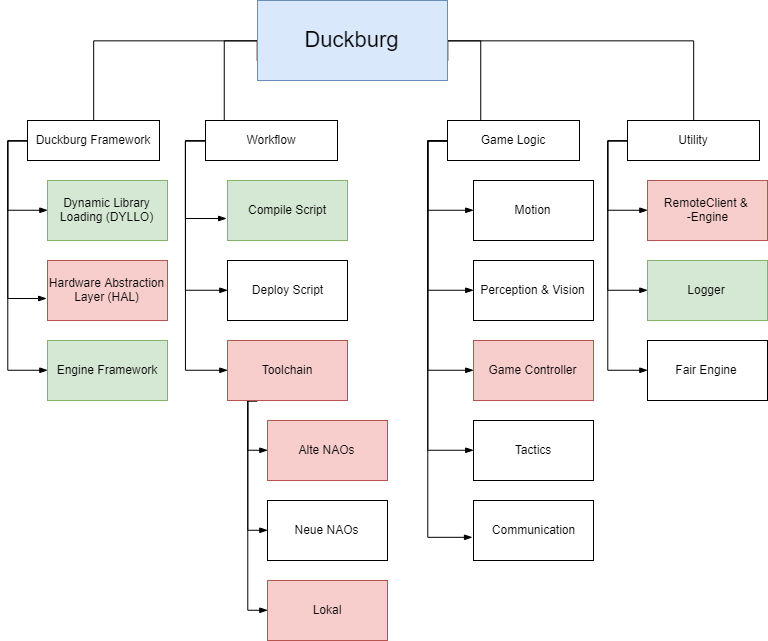 Duckburg
Duckburg Framework
Dynamic Library
Loading (DYLLO)
Hardware Abstraction
Layer (HAL)
Engine Framework
Workflow
Compile Script
Deploy Script
Toolchain
Alte NAOs
Neue NAOs
Lokal
Game Logic
Motion
Perception & Vision
Game Controller
Tactics
Communication
Utility
RemoteClient &
-Engine
Logger
Fair Engine